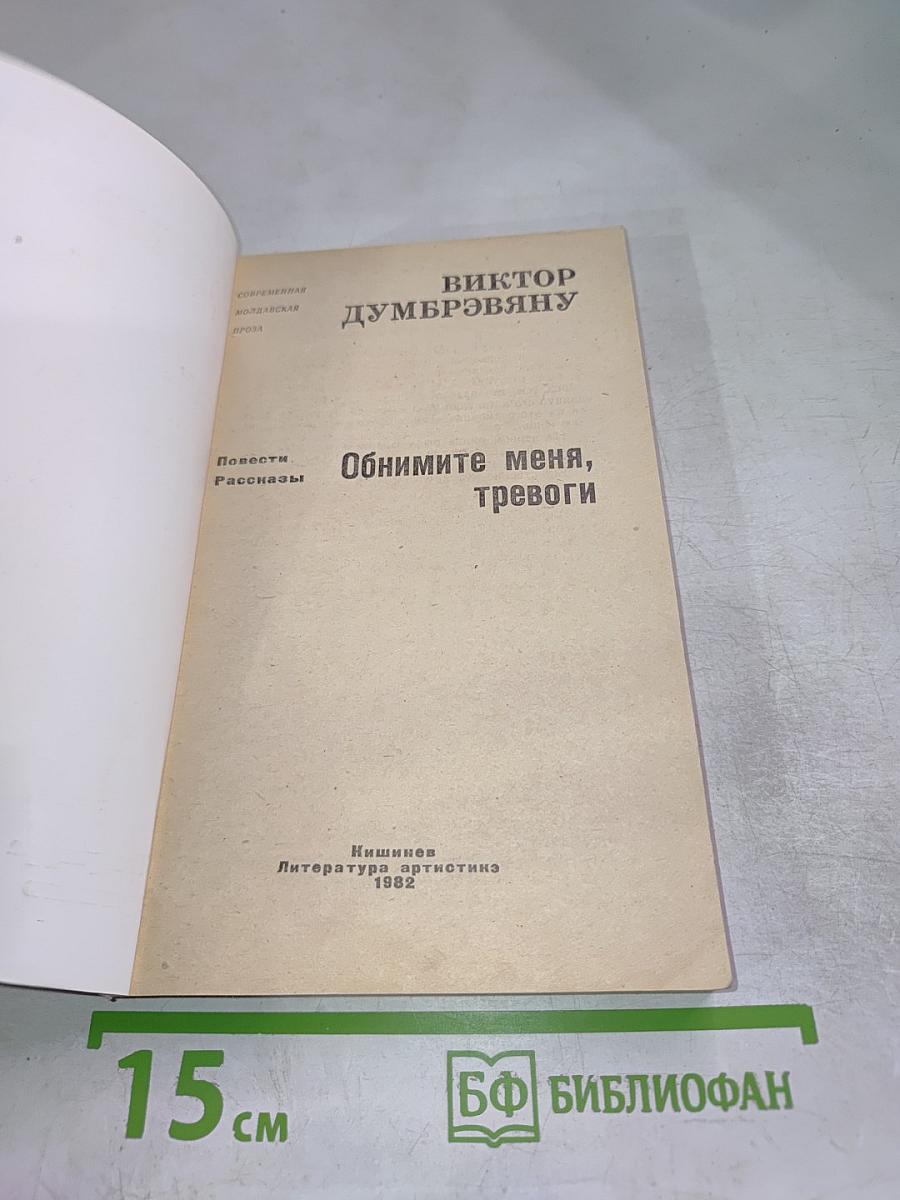 СОВРЕМЕННАЯ
МОЛДАВСКАЯ
ПРОЗА
ВИКТОР
ДУМБРЭВЯНУ
Повести
Рассказы
Обнимите меня,
тревоги
Кишинев
Литература артистикэ
1982
15 см
БФ БИБЛИОФАН